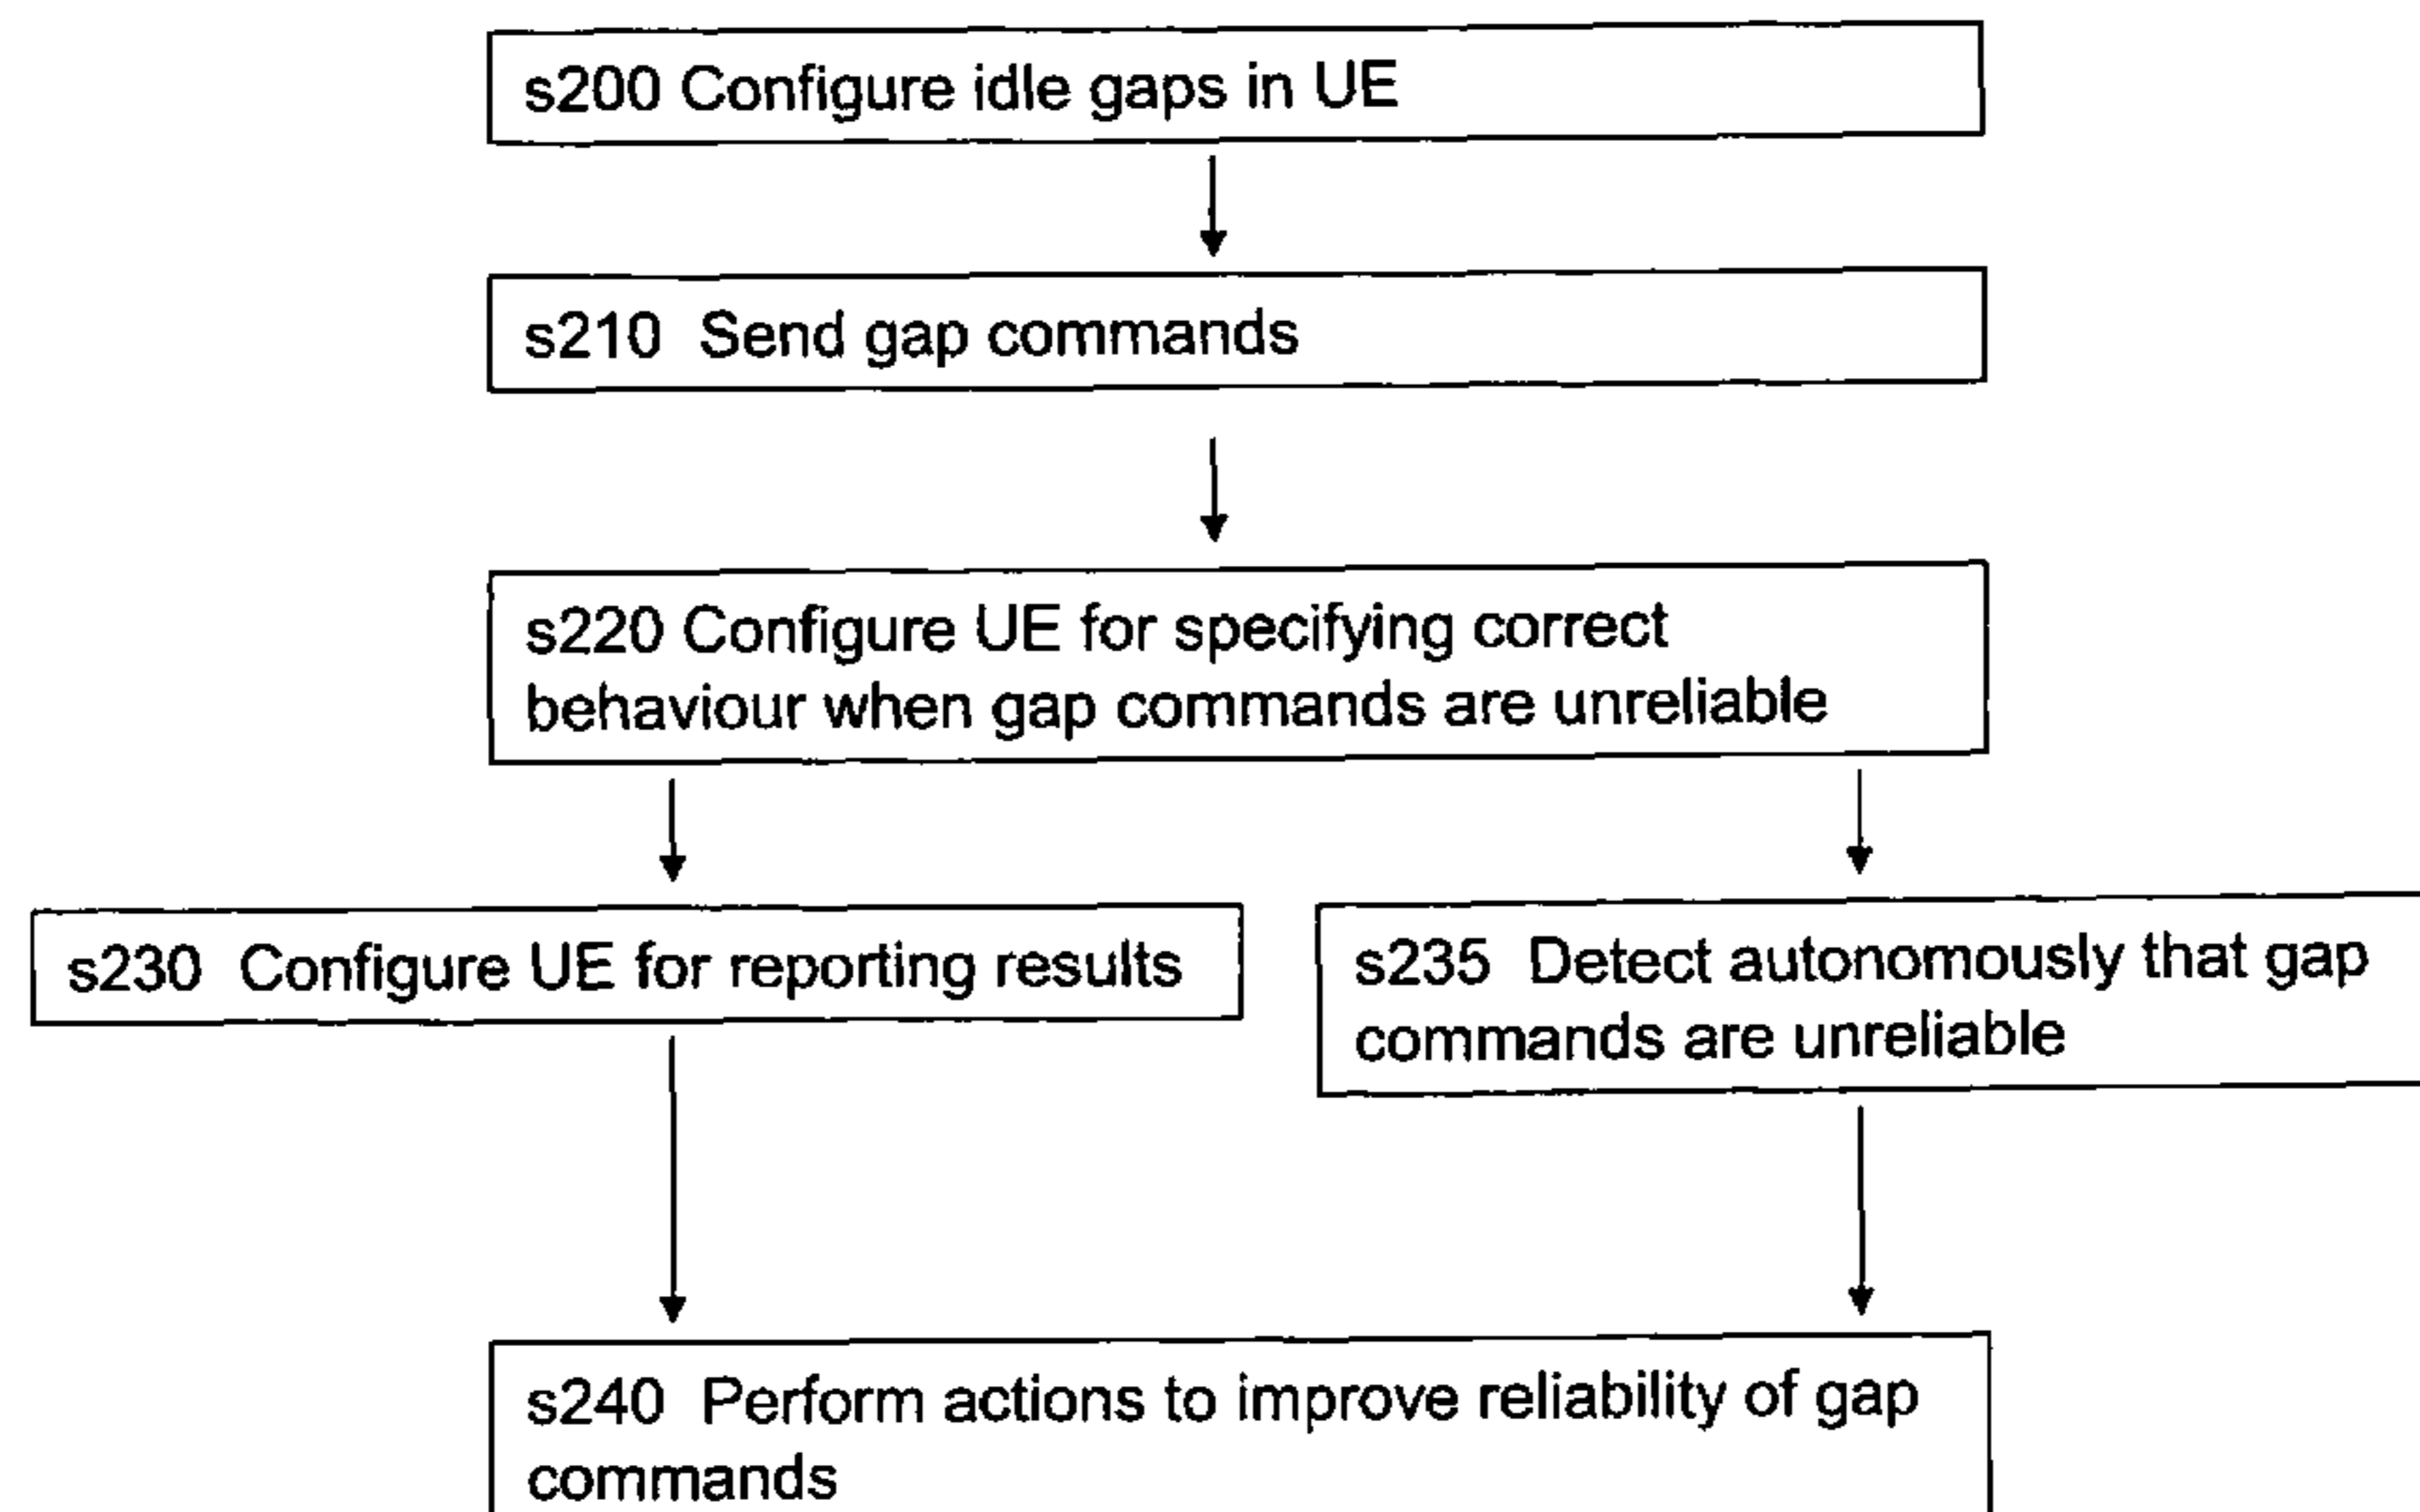 s200 Configure idle gaps in UE
s210 Send gap commands
s220 Configure UE for specifying correct
behaviour when gap commands are unreliable
s230 Configure UE for reporting results
s235 Detect autonomously that gap
commands are unreliable
s240 Perform actions to improve reliability of gap
commands